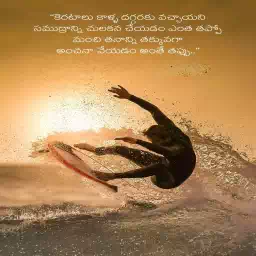 "కెరటాలు కాళ్ళ దగ్గరకు వచ్చాయని
సముద్రాన్ని చులకన చేయడం ఎంత తప్పో
మంచి తనాన్ని తక్కువగా
అంచనా వేయడం అంతే తప్పు.."